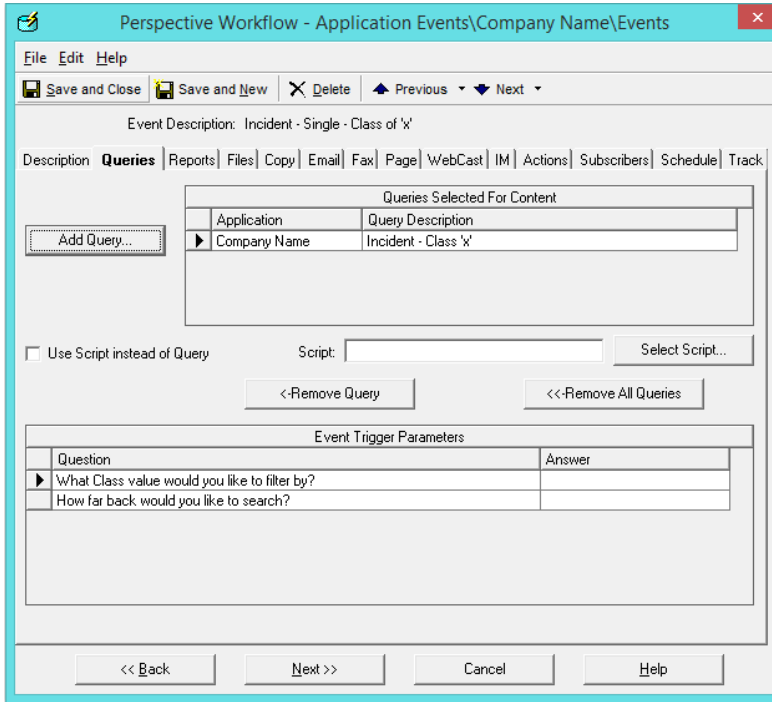 Perspective Workflow - Application Events\Company Name\Events
File Edit Help
Save and Close Save and New Delete Previous Next
Event Description: Incident - Single - Class of 'x'
Description Queries Reports Files Copy Email Fax Page WebCast IM Actions Subscribers Schedule Track
Queries Selected For Content
Application Query Description
Add Query... Company Name Incident - Class 'x'
Use Script instead of Query Script: Select Script...
<-Remove Query <<-Remove All Queries
Event Trigger Parameters
Question Answer
What Class value would you like to filter by?
How far back would you like to search?
<< Back Next >> Cancel Help